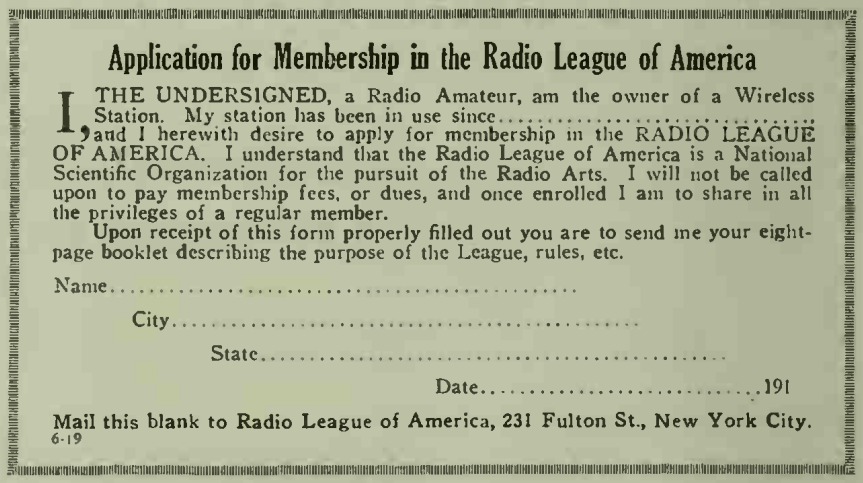 Application for Membership in the Radio League of America
I, THE UNDERSIGNED, a Radio Amateur, am the owner of a Wireless
Station. My station has been in use since..............................
and I herewith desire to apply for membership in the RADIO LEAGUE
OF AMERICA. I understand that the Radio League of America is a National
Scientific Organization for the pursuit of the Radio Arts. I will not be called
upon to pay membership fees, or dues, and once enrolled I am to share in all
the privileges of a regular member.
Upon receipt of this form properly filled out you are to send me your eight-
page booklet describing the purpose of the League, rules, etc.
Name................................................
City................................................
State................................................
Date............................191
Mail this blank to Radio League of America, 231 Fulton St., New York City.
6-19